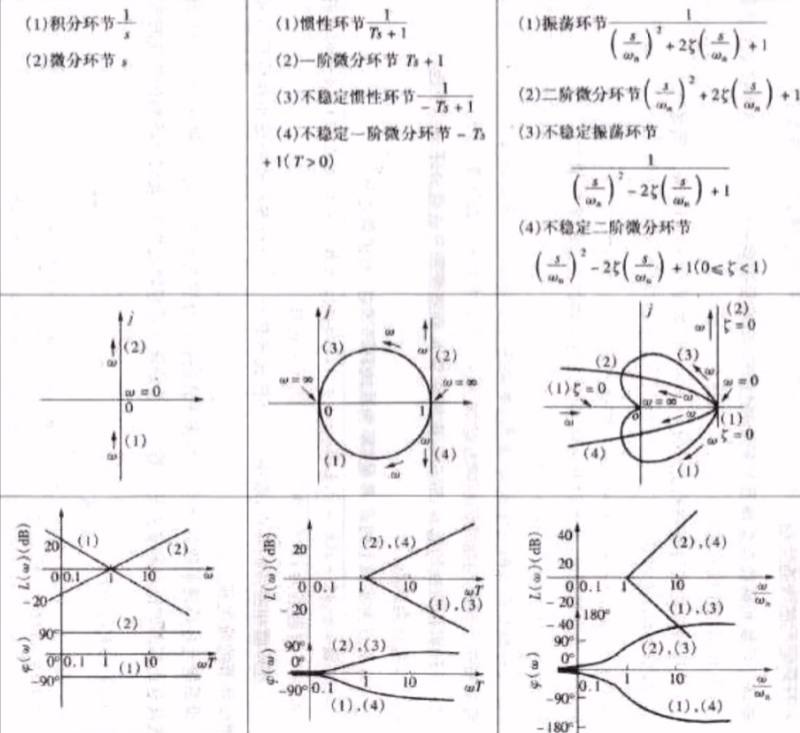 (1)积分环节 1/s
(2)微分环节 s
(1)惯性环节 1/(Ts + 1)
(2)一阶微分环节 Ts + 1
(3)不稳定惯性环节 1/(- Ts + 1)
(4)不稳定一阶微分环节 - Ts
+ 1(T > 0)
(1)振荡环节 1/((s/ωn)² + 2ζ(s/ωn) + 1)
(2)二阶微分环节 (s/ωn)² + 2ζ(s/ωn) + 1
(3)不稳定振荡环节
1/((s/ωn)² - 2ζ(s/ωn) + 1)
(4)不稳定二阶微分环节
(s/ωn)² - 2ζ(s/ωn) + 1(0⩽ζ<1)
j
(2)
ω
ω=0
0
(1)
ω
j
(3)
ω
ω
(2)
ω=∞
ω=∞
0
1
(1)
ω
ω
(4)
j
(2)
ω
ζ=0
(2)
(3)
ω
ω=0
(1)ζ=0
ω=∞
ω
ω
o
(1)
ω
ω
ζ=0
(4)
(1)
L(ω)(dB)
20
(1)
(2)
0
0.1
1
10
ω
20
φ(ω)
90°
(2)
0°
0.1
1
10
(1)
ωT
-90°
L(ω)(dB)
20
(2),(4)
0
0.1
1
10
ωT
20
(1),(3)
φ(ω)
90°
(2),(3)
0°
0.1
1
10
ωT
-90°
(1),(4)
L(ω)(dB)
40
20
(2),(4)
0
0.1
1
10
ω/ωn
- 20
40
(1),(3)
φ(ω)
180°
90°
(2),(3)
0°
0.1
1
10
ω/ωn
-90°
(1),(4)
-180°